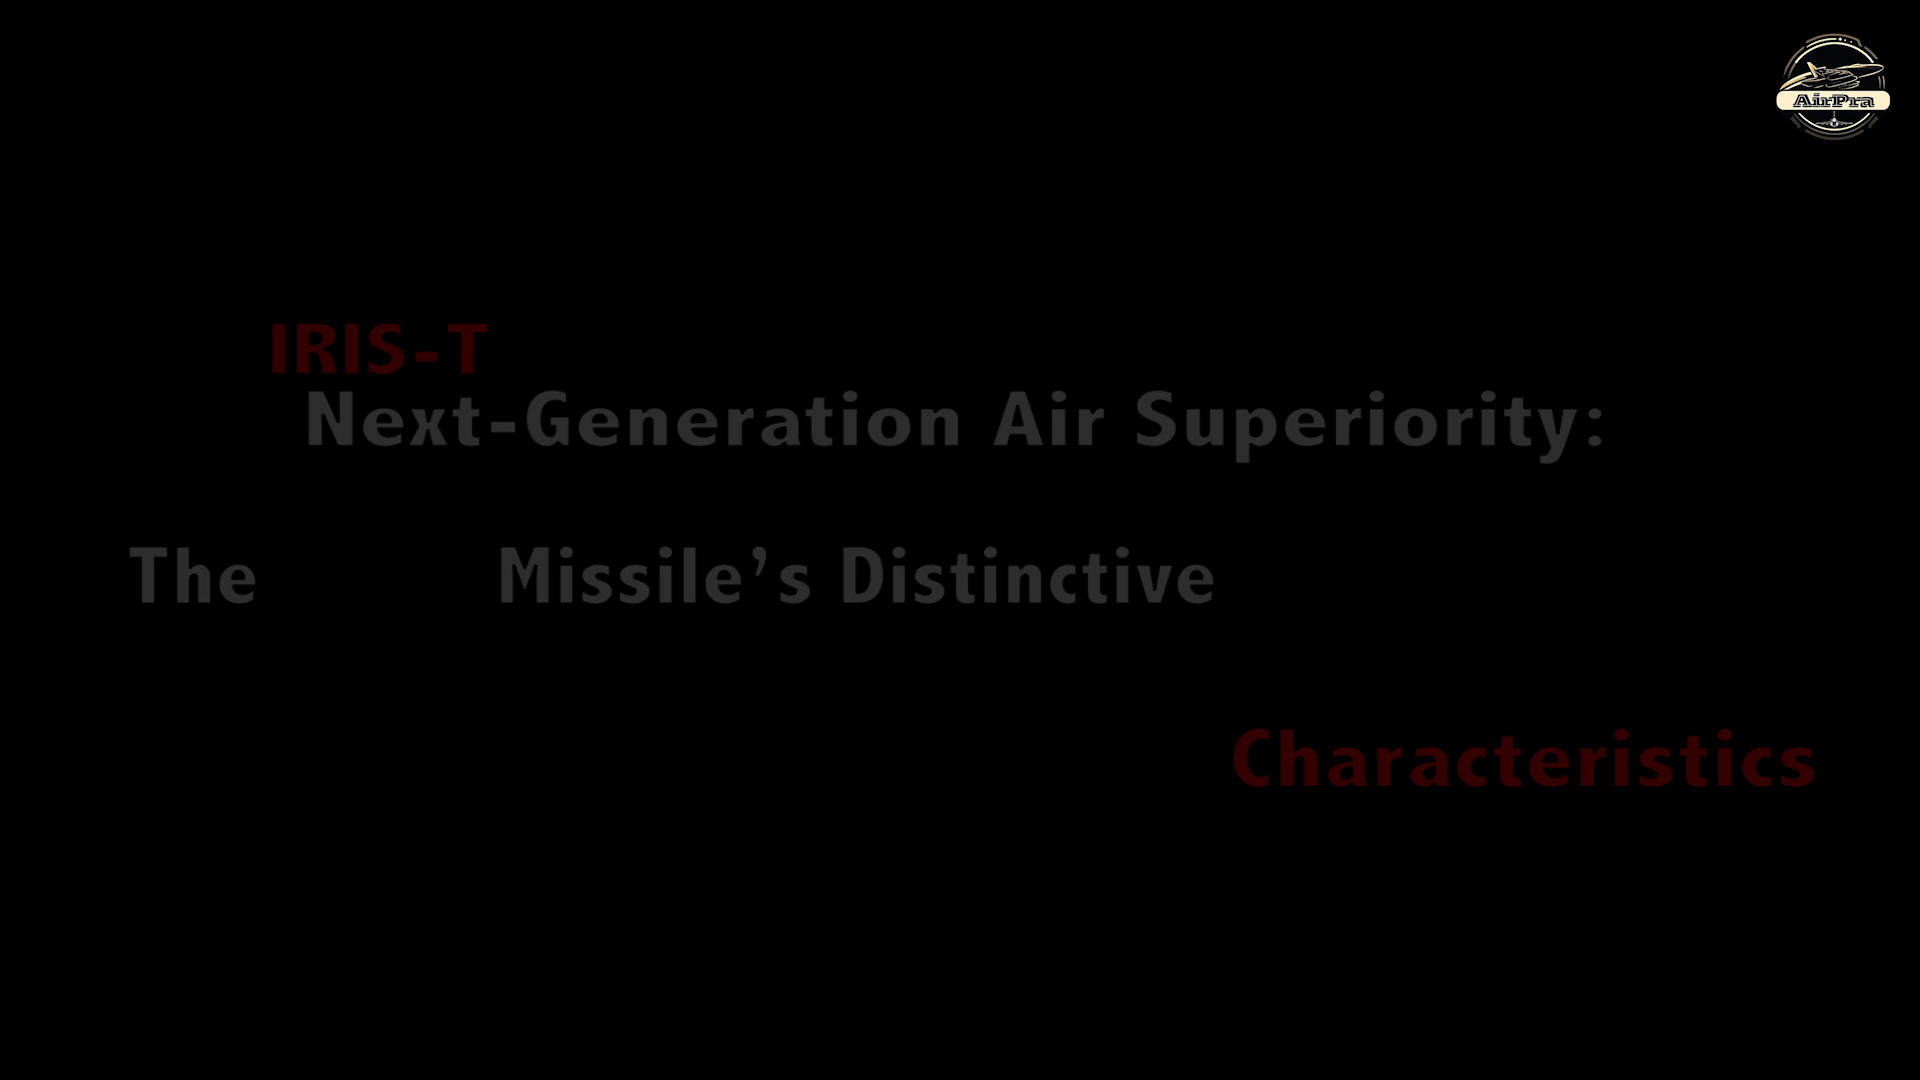 AirPra
IRIS-T
Next-Generation Air Superiority:
The Missile’s Distinctive
Characteristics